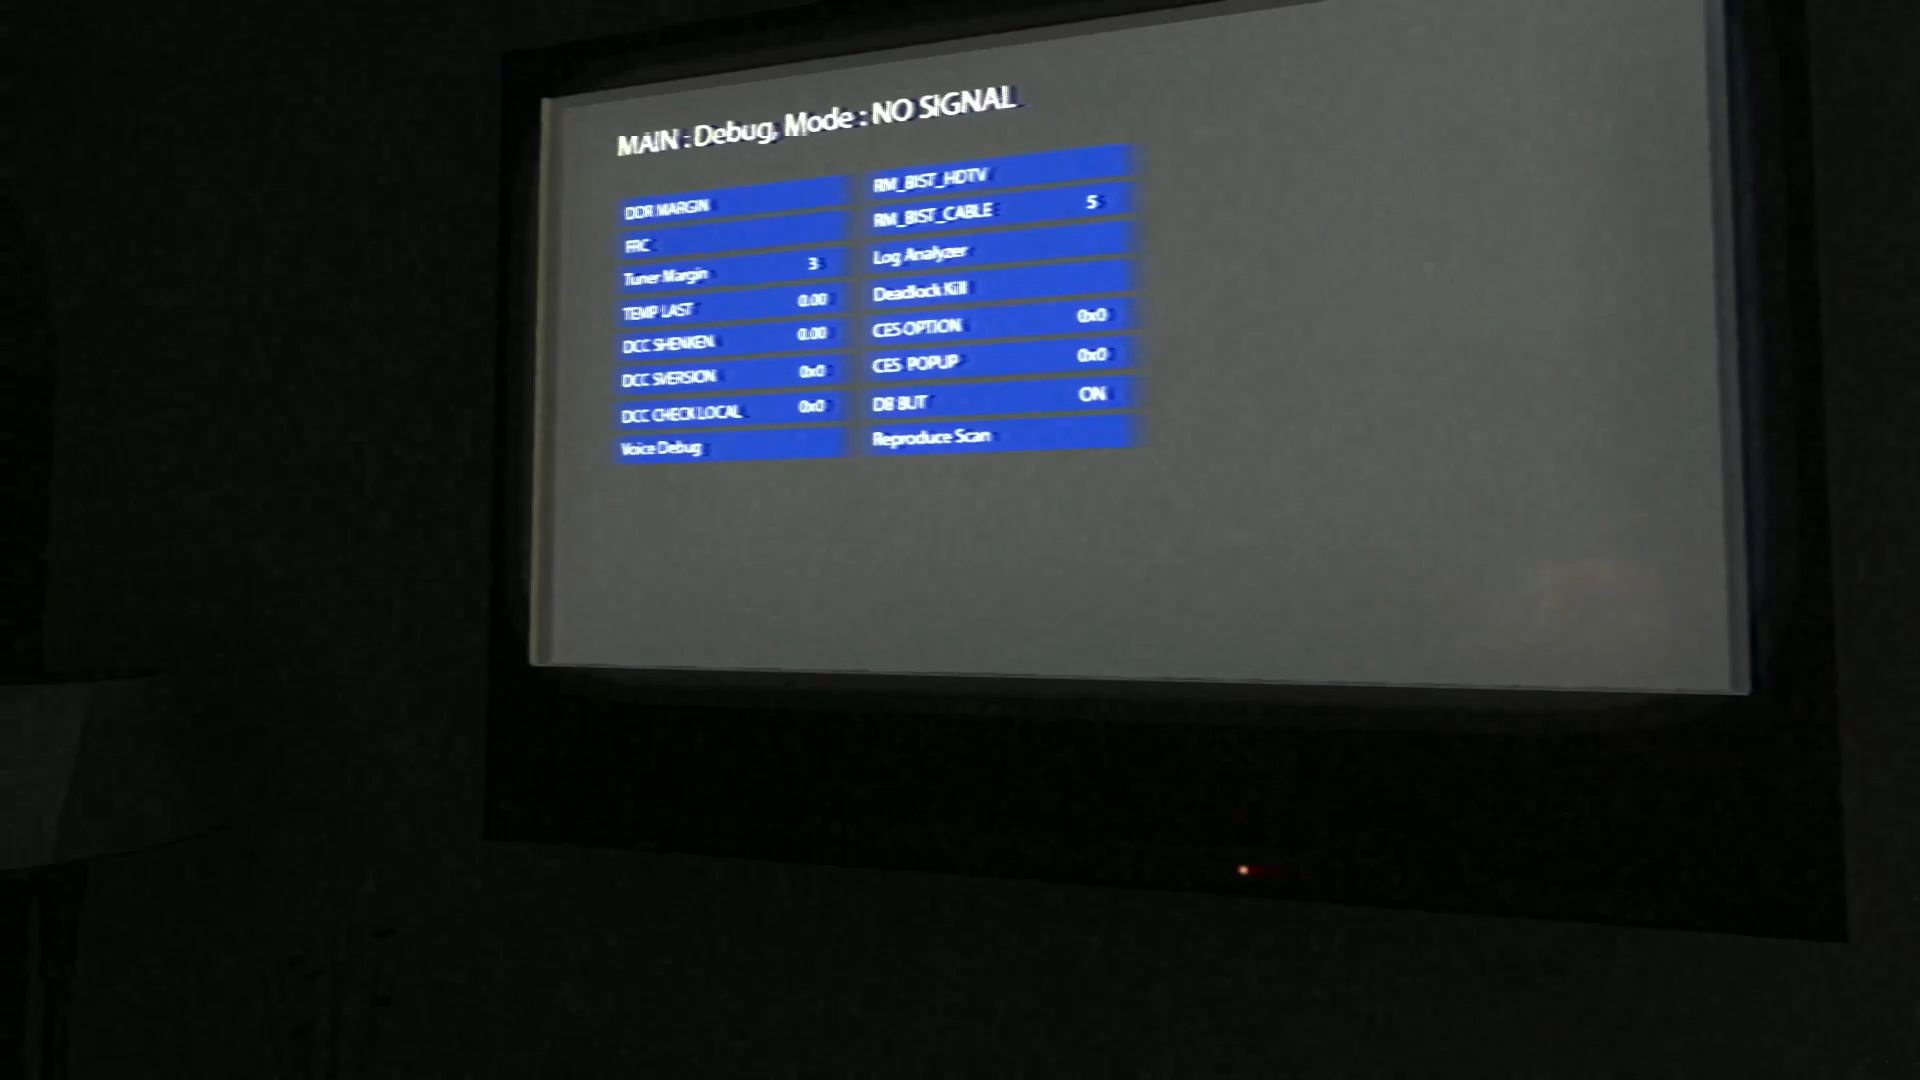 MAIN : Debug, Mode : NO SIGNAL
DDR MARGIN
FRC
Tuner Margin 3
TEMP LAST 0.00
DCC SHENKEN 0.00
DCC SVERSION 0x0
DCC CHECK LOCAL 0x0
Voice Debug
RM_BIST_HDTV
RM_BIST_CABLE 5
Log Analyzer
Deadlock Kill
CES OPTION 0x0
CES POPUP 0x0
DB BUT ON
Reproduce Scan